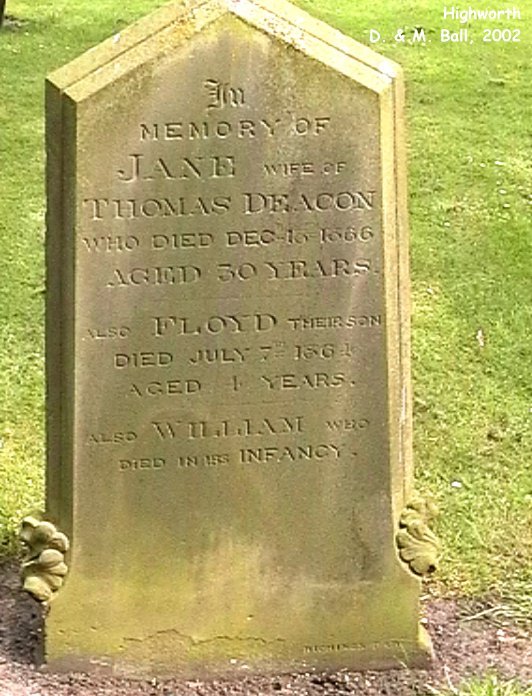 Highworth
D. & M. Ball, 2002
In
MEMORY OF
JANE WIFE OF
THOMAS DEACON
WHO DIED DEC 1866
AGED 30 YEARS.
ALSO FLOYD THEIR SON
DIED JULY 7TH 1864
AGED 4 YEARS.
ALSO WILLIAM WHO
DIED IN HIS INFANCY.